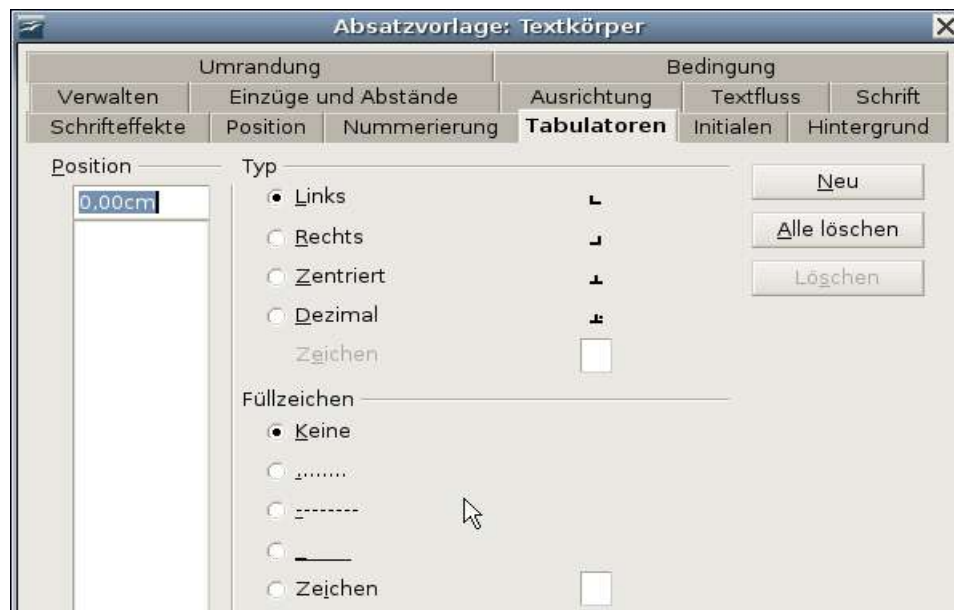 Absatzvorlage: Textkörper
Umrandung Bedingung
Verwalten Einzüge und Abstände Ausrichtung Textfluss Schrift
Schrifteffekte Position Nummerierung Tabulatoren Initialen Hintergrund
Position
0,00cm
Typ
Links
Rechts
Zentriert
Dezimal
Zeichen
Füllzeichen
Keine
........
--------
______
Zeichen
Neu
Alle löschen
Löschen